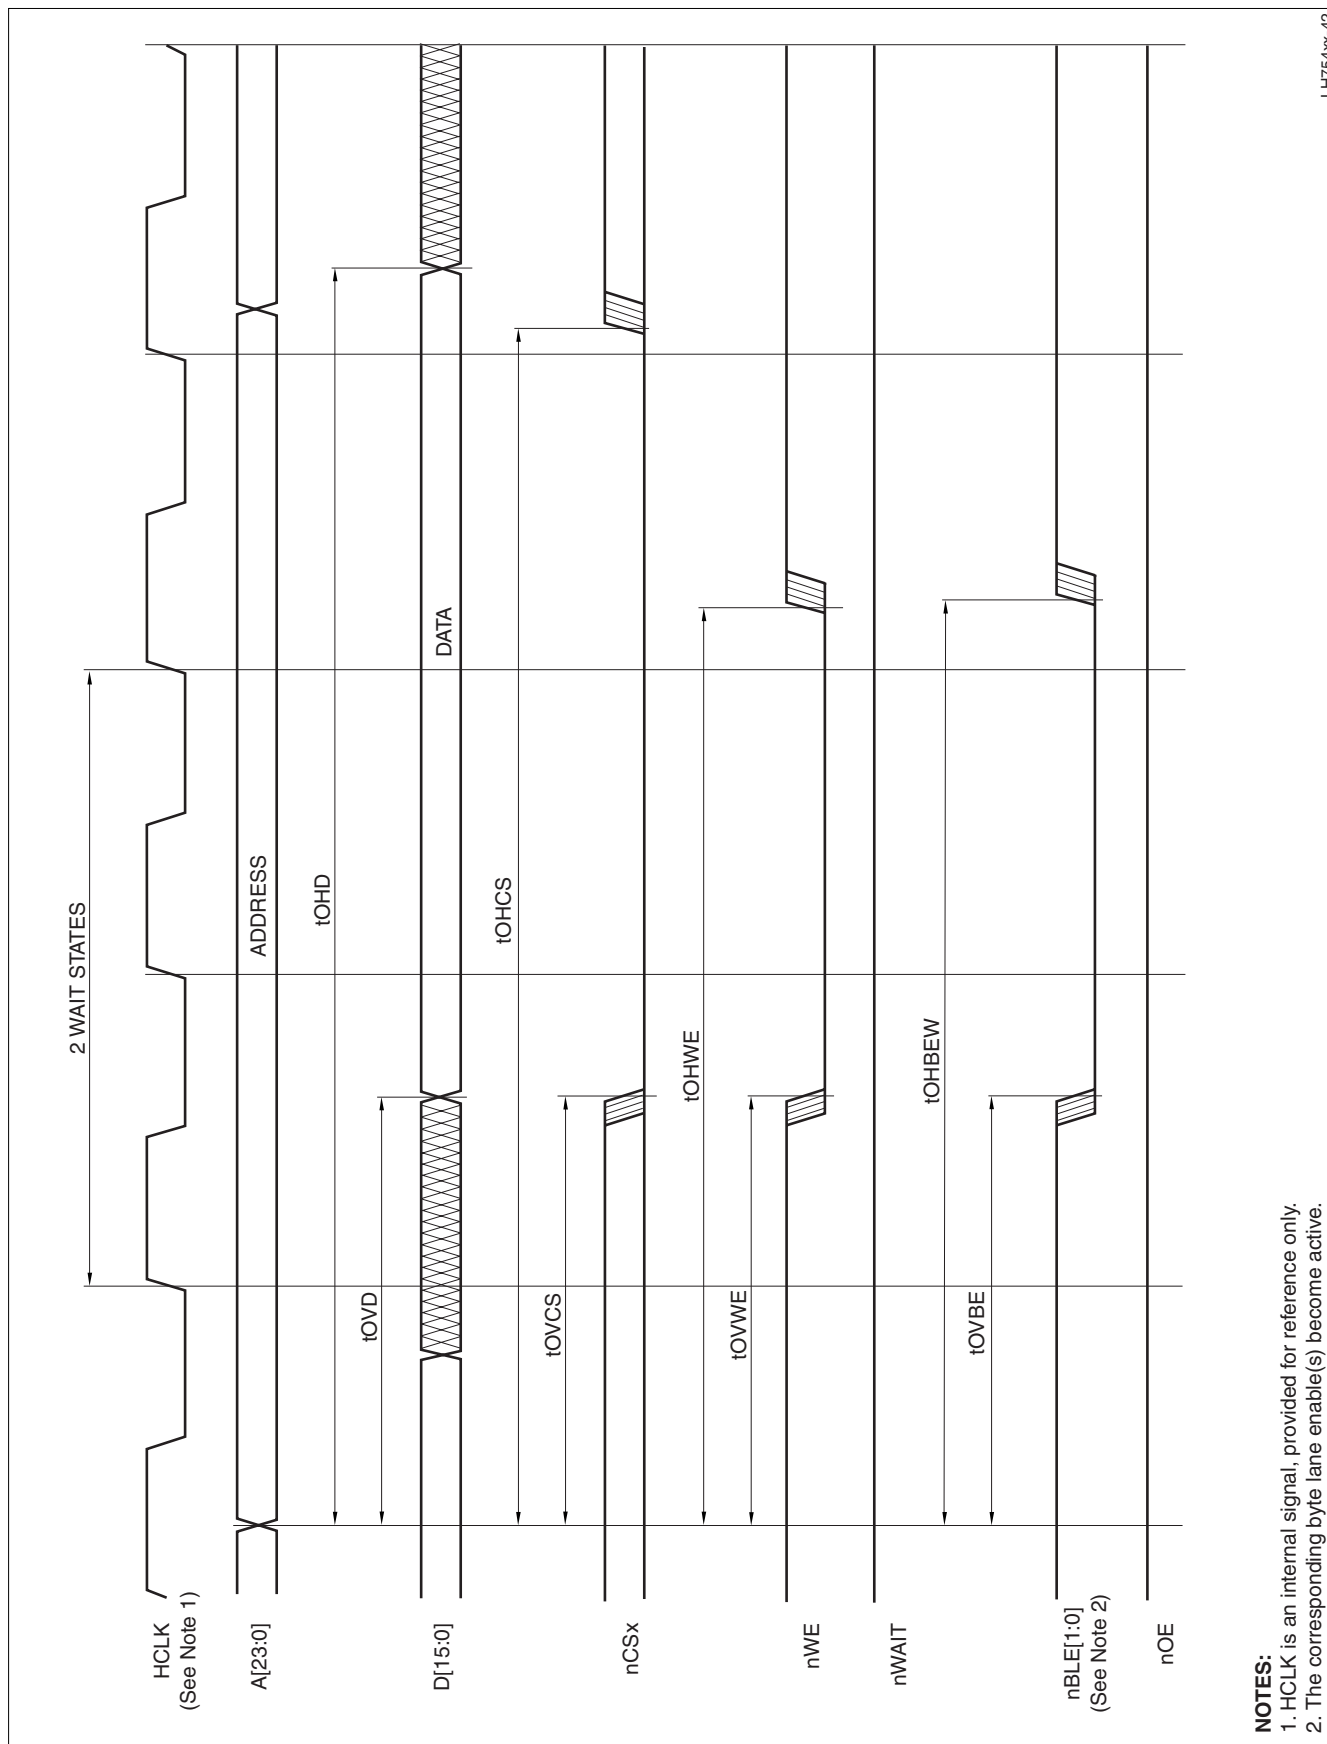 2 WAIT STATES
HCLK
(See Note 1)
A[23:0]
ADDRESS
tOHD
tOVD
D[15:0]
DATA
tOHCS
tOVCS
nCSx
tOHWE
tOVWE
nWE
nWAIT
tOHBEW
tOVBE
nBLE[1:0]
(See Note 2)
nOE
NOTES:
1. HCLK is an internal signal, provided for reference only.
2. The corresponding byte lane enable(s) become active.